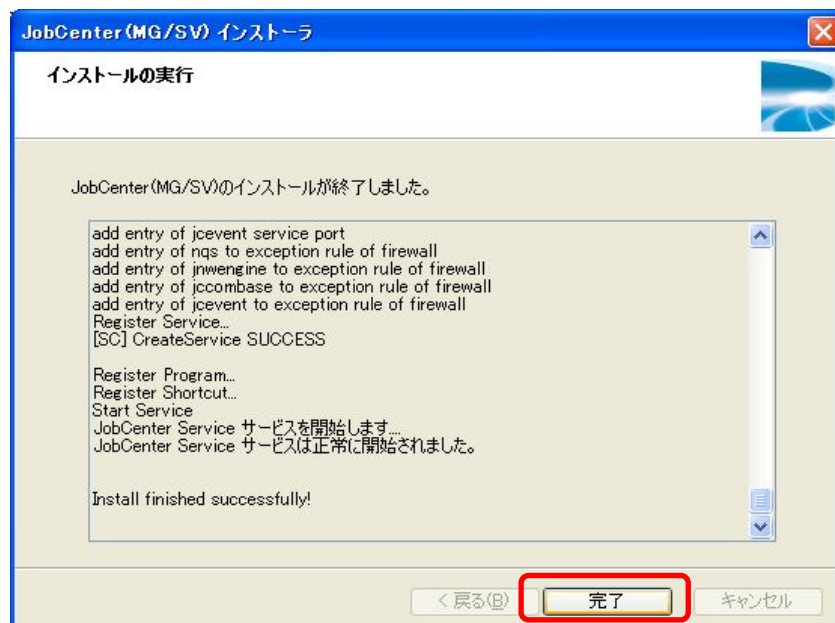 JobCenter(MG/SV) インストーラ
インストールの実行
JobCenter(MG/SV)のインストールが終了しました。
add entry of jcevent service port
add entry of nqs to exception rule of firewall
add entry of jnwengine to exception rule of firewall
add entry of jccombase to exception rule of firewall
add entry of jcevent to exception rule of firewall
Register Service...
[SC] CreateService SUCCESS
Register Program...
Register Shortcut...
Start Service
JobCenter Service サービスを開始します....
JobCenter Service サービスは正常に開始されました。
Install finished successfully!
< 戻る(B)
完了
キャンセル